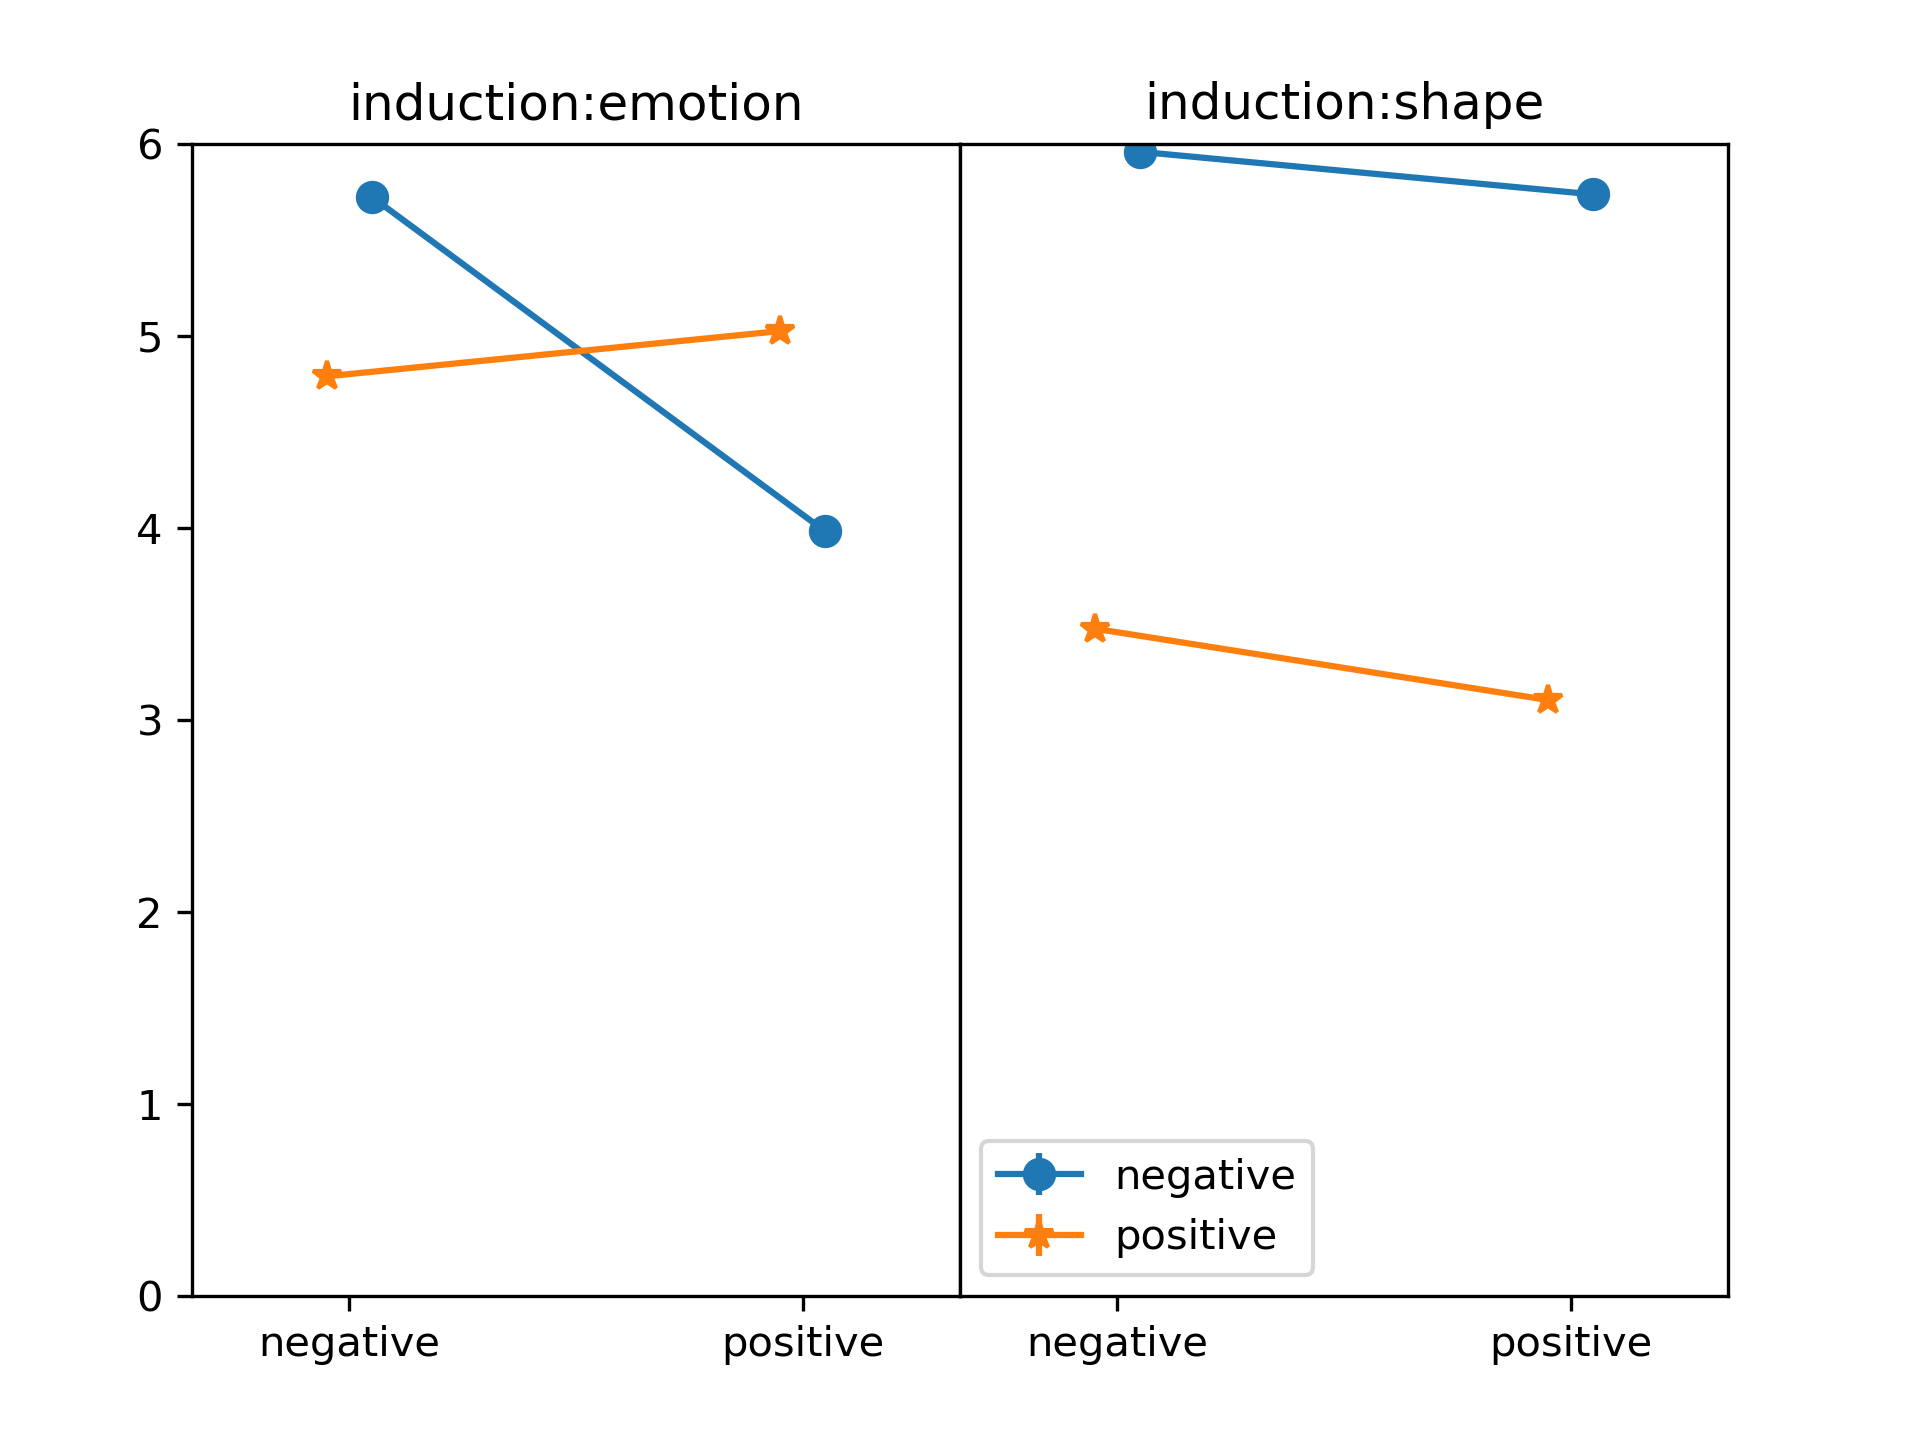 induction:emotion
induction:shape
6
5
4
3
2
1
0
negative
positive
negative
positive
negative
positive